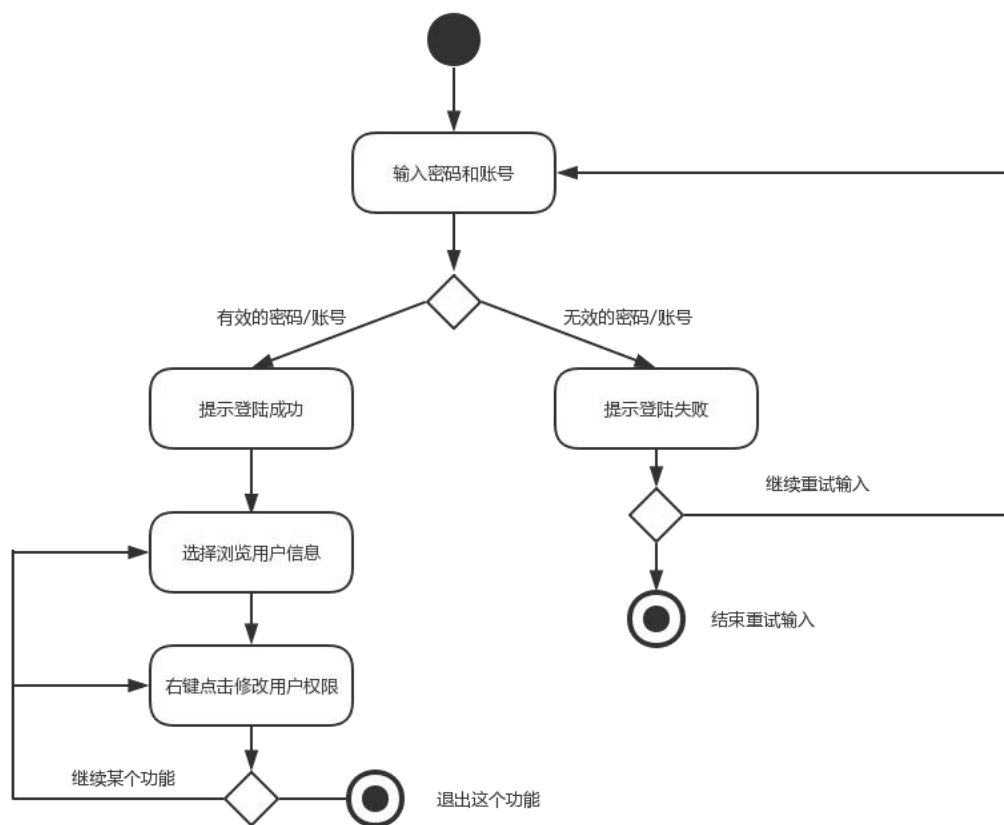 输入密码和账号
有效的密码/账号
无效的密码/账号
提示登陆成功
提示登陆失败
继续重试输入
选择浏览用户信息
结束重试输入
右键点击修改用户权限
继续某个功能
退出这个功能